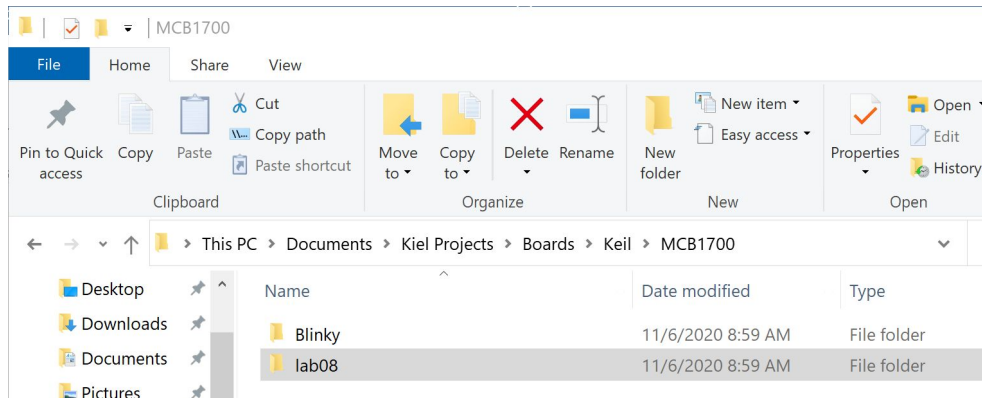 MCB1700
File Home Share View
Pin to Quick access
Copy
Paste
Cut
Copy path
Paste shortcut
Move to
Copy to
Delete
Rename
New folder
New item
Easy access
Properties
Open
Edit
History
Clipboard Organize New Open
This PC > Documents > Kiel Projects > Boards > Keil > MCB1700
Desktop
Downloads
Documents
Pictures
Name Date modified Type
Blinky 11/6/2020 8:59 AM File folder
lab08 11/6/2020 8:59 AM File folder